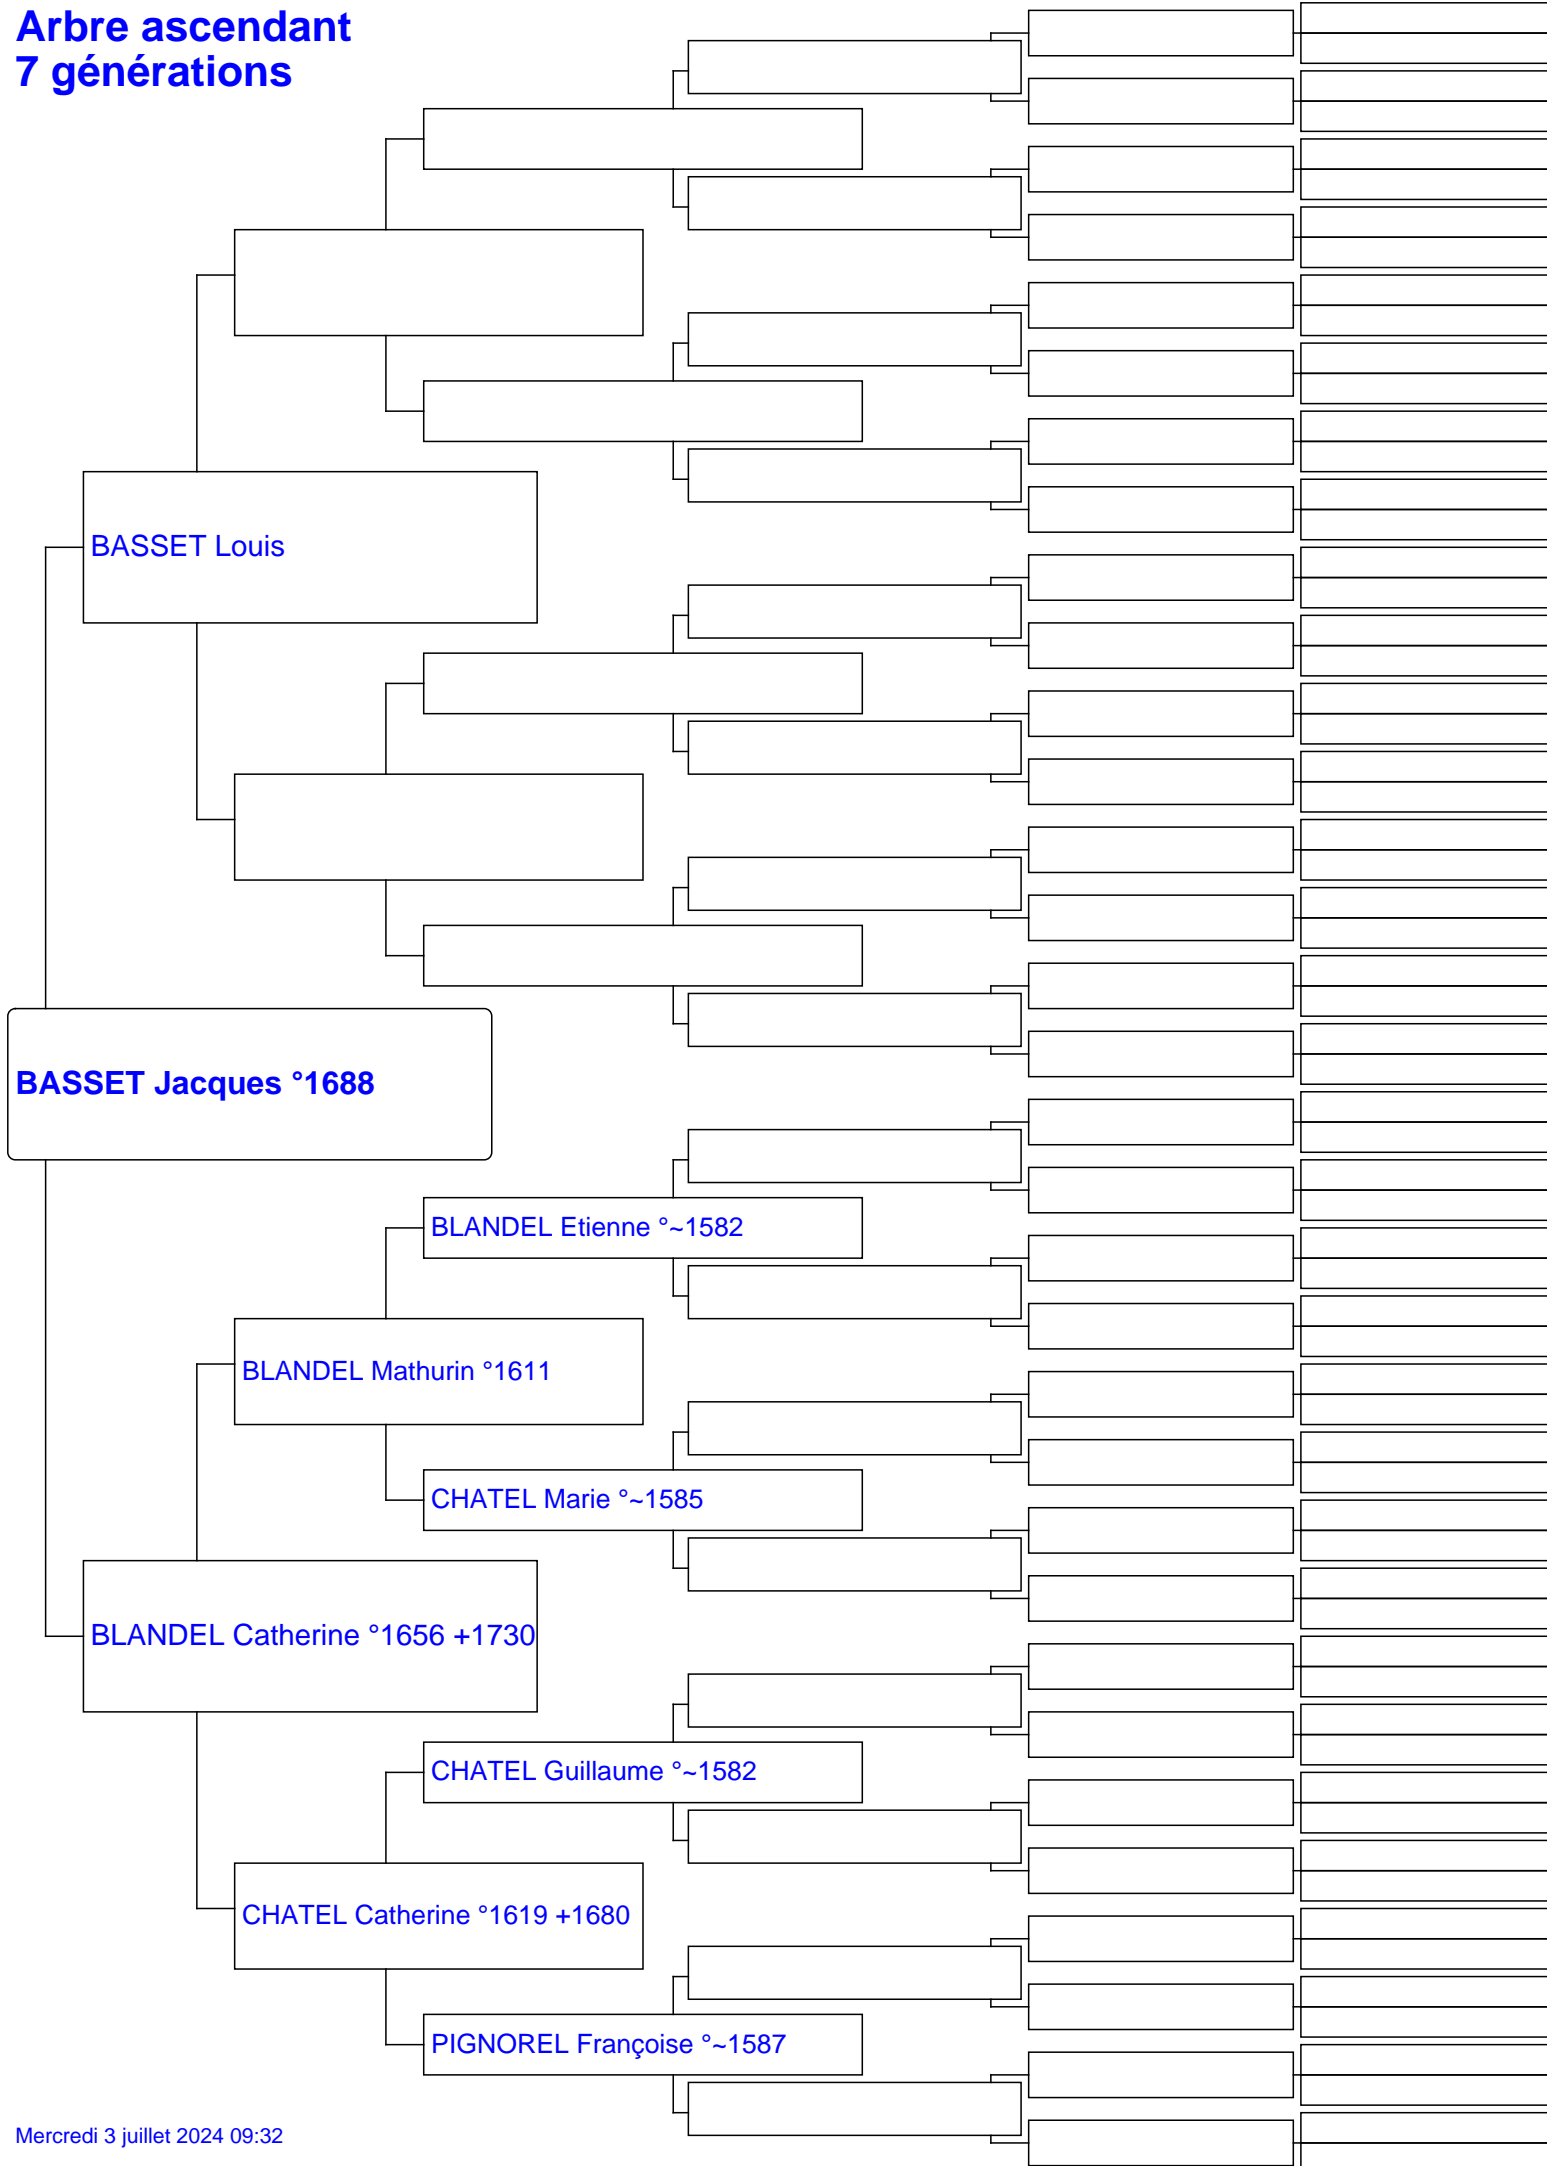 Arbre ascendant
7 générations
BASSET Louis
BASSET Jacques °1688
BLANDEL Etienne °~1582
BLANDEL Mathurin °1611
CHATEL Marie °~1585
BLANDEL Catherine °1656 +1730
CHATEL Guillaume °~1582
CHATEL Catherine °1619 +1680
PIGNOREL Françoise °~1587
Mercredi 3 juillet 2024 09:32